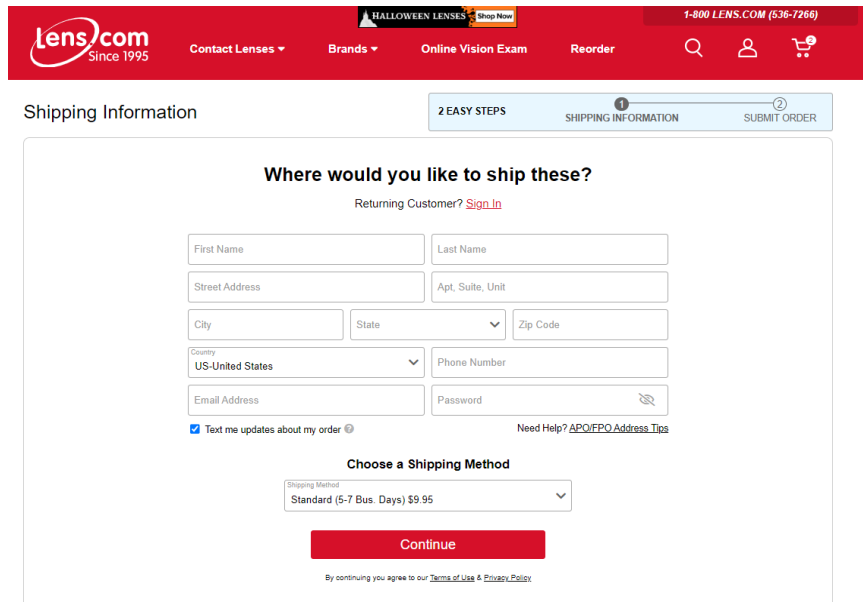 HALLOWEEN LENSES Shop Now
1-800 LENS.COM (536-7266)
Lens.com
Since 1995
Contact Lenses
Brands
Online Vision Exam
Reorder
2
Shipping Information
2 EASY STEPS
1
SHIPPING INFORMATION
2
SUBMIT ORDER
Where would you like to ship these?
Returning Customer? Sign In
First Name
Last Name
Street Address
Apt, Suite, Unit
City
State
Zip Code
Country
US-United States
Phone Number
Email Address
Password
Text me updates about my order ?
Need Help? APO/FPO Address Tips
Choose a Shipping Method
Shipping Method
Standard (5-7 Bus. Days) $9.95
Continue
By continuing you agree to our Terms of Use & Privacy Policy